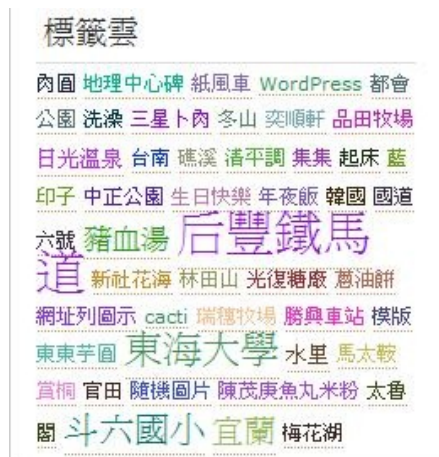 標籤雲
肉圓 地理中心碑 紙風車 WordPress 都會
公園 洗澡 三星卜肉 冬山 奕順軒 品田牧場
日光溫泉 台南 礁溪 清平調 集集 起床 藍
印子 中正公園 生日快樂 年夜飯 韓國 國道
六號 豬血湯 后豐鐵馬
道 新社花海 林田山 光復糖廠 蔥油餅
網址列圖示 cacti 瑞穗牧場 勝興車站 模版
東東芋圓 東海大學 水里 馬太鞍
賞桐 官田 隨機圖片 陳茂庚魚丸米粉 太魯
閣 斗六國小 宜蘭 梅花湖